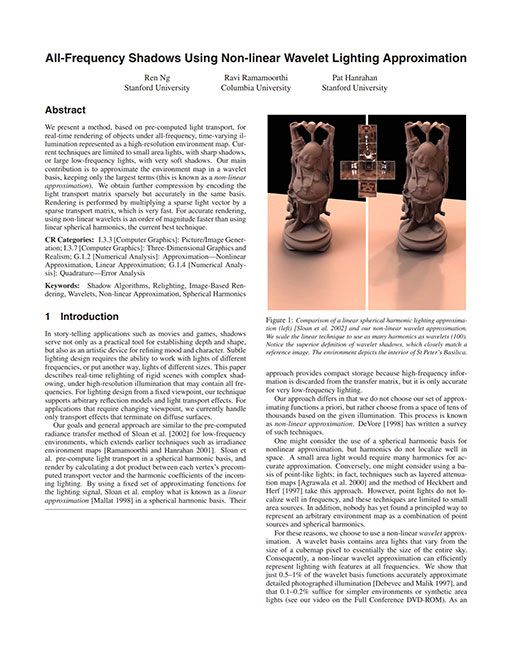 All-Frequency Shadows Using Non-linear Wavelet Lighting Approximation
Ren Ng
Stanford University
Ravi Ramamoorthi
Columbia University
Pat Hanrahan
Stanford University
Abstract
We present a method, based on pre-computed light transport, for
real-time rendering of objects under all-frequency, time-varying il-
lumination represented as a high-resolution environment map. Cur-
rent techniques are limited to small area lights, with sharp shadows,
or large low-frequency lights, with very soft shadows. Our main
contribution is to approximate the environment map in a wavelet
basis, keeping only the largest terms (this is known as a non-linear
approximation). We obtain further compression by encoding the
light transport matrix sparsely but accurately in the same basis.
Rendering is performed by multiplying a sparse light vector by a
sparse transport matrix, which is very fast. For accurate rendering,
using non-linear wavelets is an order of magnitude faster than using
linear spherical harmonics, the current best technique.
CR Categories: I.3.3 [Computer Graphics]: Picture/Image Gener-
ation; I.3.7 [Computer Graphics]: Three-Dimensional Graphics and
Realism; G.1.2 [Numerical Analysis]: Approximation—Nonlinear
Approximation, Linear Approximation; G.1.4 [Numerical Analy-
sis]: Quadrature—Error Analysis
Keywords: Shadow Algorithms, Relighting, Image-Based Ren-
dering, Wavelets, Non-linear Approximation, Spherical Harmonics
1 Introduction
In story-telling applications such as movies and games, shadows
serve not only as a practical tool for establishing depth and shape,
but also as an artistic device for refining mood and character. Subtle
lighting design requires the ability to work with lights of different
frequencies, or put another way, lights of different sizes. This paper
describes real-time relighting of rigid scenes with complex shad-
owing, under high-resolution illumination that may contain all fre-
quencies. For lighting design from a fixed viewpoint, our technique
supports arbitrary reflection models and light transport effects. For
applications that require changing viewpoint, we currently handle
only transport effects that terminate on diffuse surfaces.
Our goals and general approach are similar to the pre-computed
radiance transfer method of Sloan et al. [2002] for low-frequency
environments, which extend earlier techniques such as irradiance
environment maps [Ramamoorthi and Hanrahan 2001]. Sloan et
al. pre-compute light transport in a spherical harmonic basis, and
render by calculating a dot product between each vertex's precom-
puted transport vector and the harmonic coefficients of the incom-
ing lighting. By using a fixed set of approximating functions for
the lighting signal, Sloan et al. employ what is known as a linear
approximation [Mallat 1998] in a spherical harmonic basis. Their
Figure 1: Comparison of a linear spherical harmonic lighting approxima-
tion (left) [Sloan et al. 2002] and our non-linear wavelet approximation.
We scale the linear technique to use as many harmonics as wavelets (100).
Notice the superior definition of wavelet shadows, which closely match a
reference image. The environment depicts the interior of St Peter's Basilica.
approach provides compact storage because high-frequency infor-
mation is discarded from the transfer matrix, but it is only accurate
for very low-frequency lighting.
Our approach differs in that we do not choose our set of approx-
imating functions a priori, but rather choose from a space of tens of
thousands based on the given illumination. This process is known
as non-linear approximation. DeVore [1998] has written a survey
of such techniques.
One might consider the use of a spherical harmonic basis for
nonlinear approximation, but harmonics do not localize well in
space. A small area light would require many harmonics for ac-
curate approximation. Conversely, one might consider using a ba-
sis of point-like lights; in fact, techniques such as layered attenua-
tion maps [Agrawala et al. 2000] and the method of Heckbert and
Herf [1997] take this approach. However, point lights do not lo-
calize well in frequency, and these techniques are limited to small
area sources. In addition, nobody has yet found a principled way to
represent an arbitrary environment map as a combination of point
sources and spherical harmonics.
For these reasons, we choose to use a non-linear wavelet approx-
imation. A wavelet basis contains area lights that vary from the
size of a cubemap pixel to essentially the size of the entire sky.
Consequently, a non-linear wavelet approximation can efficiently
represent lighting with features at all frequencies. We show that
just 0.5–1% of the wavelet basis functions accurately approximate
detailed photographed illumination [Debevec and Malik 1997], and
that 0.1–0.2% suffice for simpler environments or synthetic area
lights (see our video on the Full Conference DVD-ROM). As an